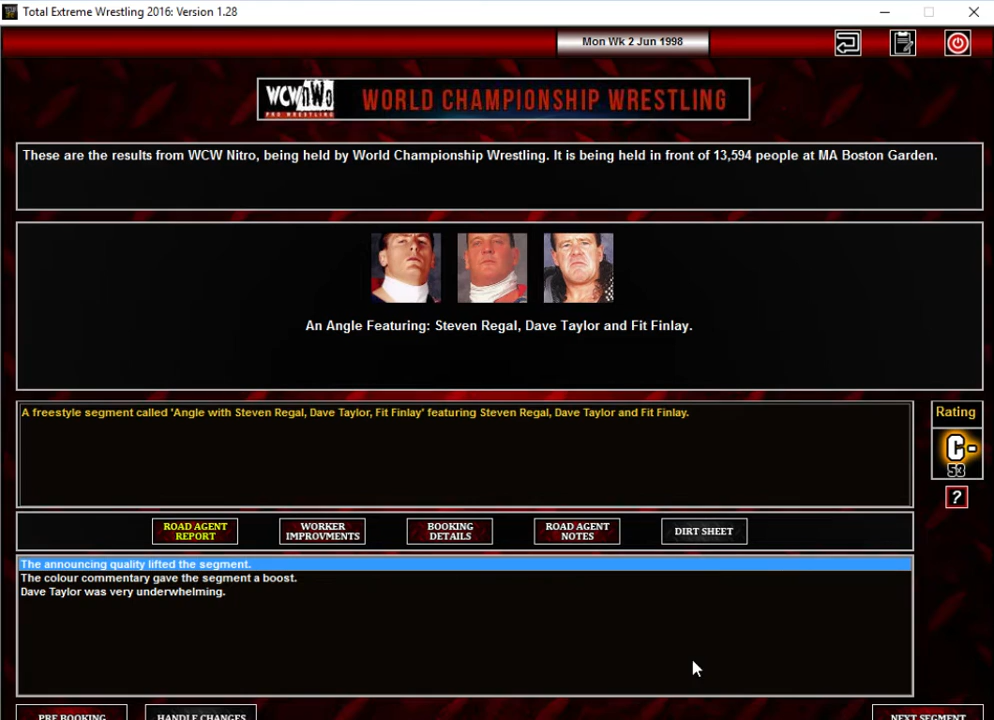 Total Extreme Wrestling 2016: Version 1.28
Mon Wk 2 Jun 1998
WCW/nWo WORLD CHAMPIONSHIP WRESTLING
PRO WRESTLING
These are the results from WCW Nitro, being held by World Championship Wrestling. It is being held in front of 13,594 people at MA Boston Garden.
An Angle Featuring: Steven Regal, Dave Taylor and Fit Finlay.
A freestyle segment called 'Angle with Steven Regal, Dave Taylor, Fit Finlay' featuring Steven Regal, Dave Taylor and Fit Finlay.
Rating
C-
53
?
ROAD AGENT REPORT
WORKER IMPROVMENTS
BOOKING DETAILS
ROAD AGENT NOTES
DIRT SHEET
The announcing quality lifted the segment.
The colour commentary gave the segment a boost.
Dave Taylor was very underwhelming.
PRE BOOKING
HANDLE CHANGES
NEXT SEGMENT